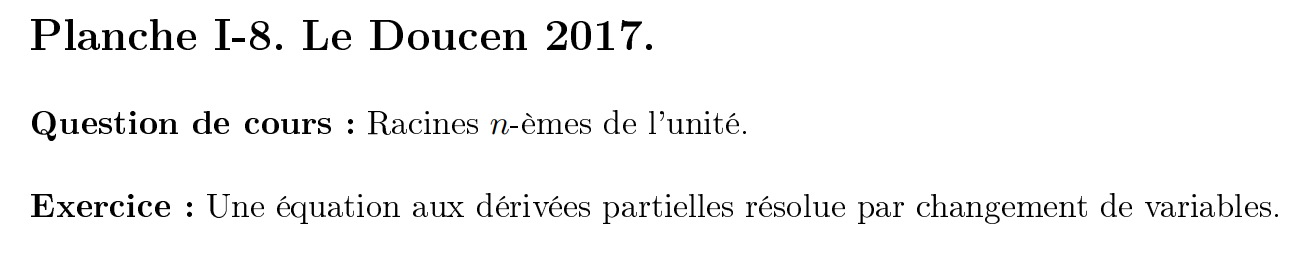 Planche I-8. Le Doucen 2017.
Question de cours : Racines n-èmes de l'unité.
Exercice : Une équation aux dérivées partielles résolue par changement de variables.